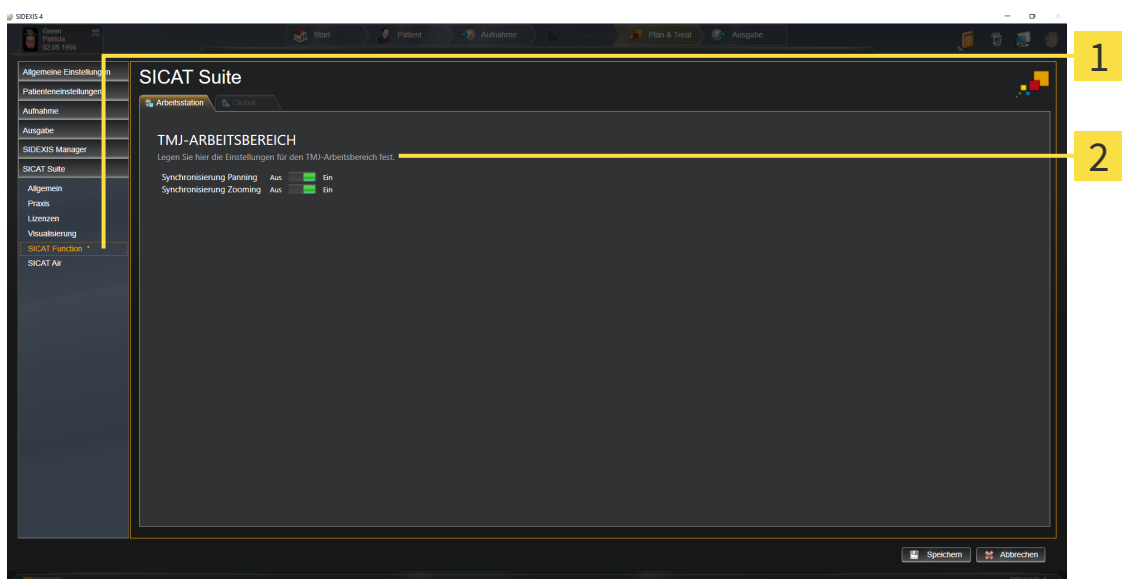 SIDEXIS 4
Green
Patricia
02.05.1956
Start
Patient
Aufnahme
Plan & Treat
Ausgabe
1
Allgemeine Einstellungen
Patienteneinstellungen
Aufnahme
Ausgabe
SIDEXIS Manager
SICAT Suite
Allgemein
Praxis
Lizenzen
Visualisierung
SICAT Function *
SICAT Air
SICAT Suite
Arbeitsstation
Global
TMJ-ARBEITSBEREICH
Legen Sie hier die Einstellungen für den TMJ-Arbeitsbereich fest.
2
Synchronisierung Panning Aus Ein
Synchronisierung Zooming Aus Ein
Speichern
Abbrechen